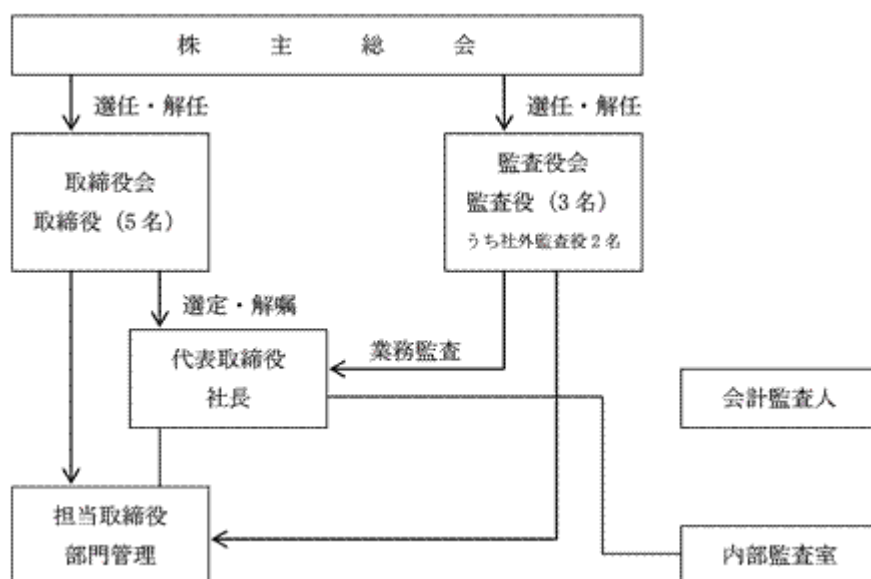 株主総会
選任・解任
選任・解任
取締役会
取締役（5名）
監査役会
監査役（3名）
うち社外監査役2名
選定・解嘱
代表取締役
社長
業務監査
会計監査人
担当取締役
部門管理
内部監査室